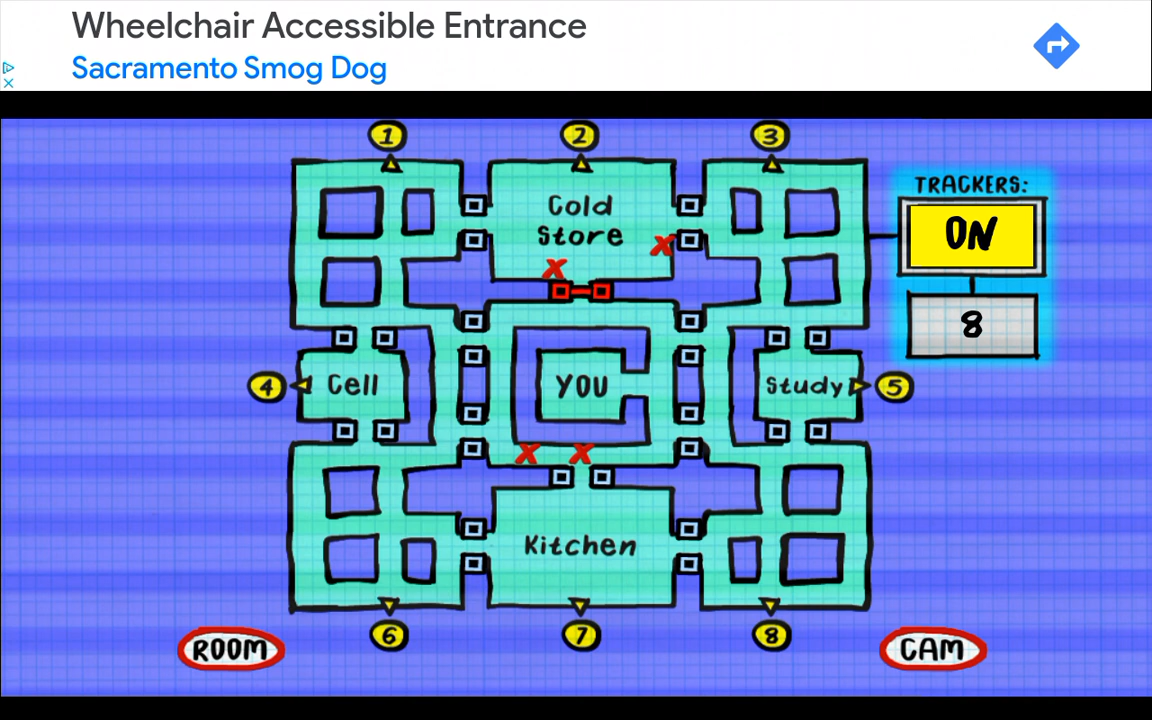 Wheelchair Accessible Entrance
Sacramento Smog Dog
1
2
3
TRACKERS:
ON
8
Cold
Store
X
X
4
Cell
YOU
Study
5
X
X
Kitchen
6
7
8
ROOM
CAM